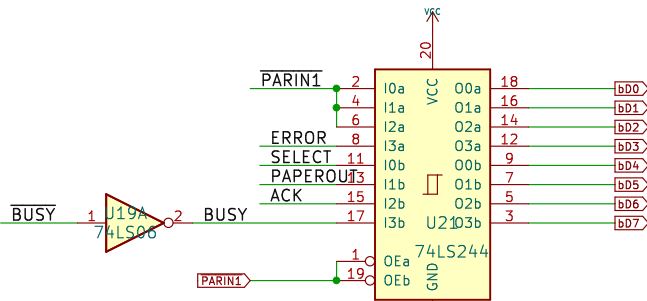 VCC
20
PARIN1
2 I0a VCC O0a 18 bD0
4 I1a O1a 16 bD1
6 I2a O2a 14 bD2
ERROR 8 I3a O3a 12 bD3
SELECT 11 I0b O0b 9 bD4
PAPEROUT 13 I1b O1b 7 bD5
ACK 15 I2b O2b 5 bD6
BUSY 1 U19A 2 BUSY 17 I3b U21 O3b 3 bD7
74LS06
74LS244
1 OEa
PARIN1 19 OEb GND